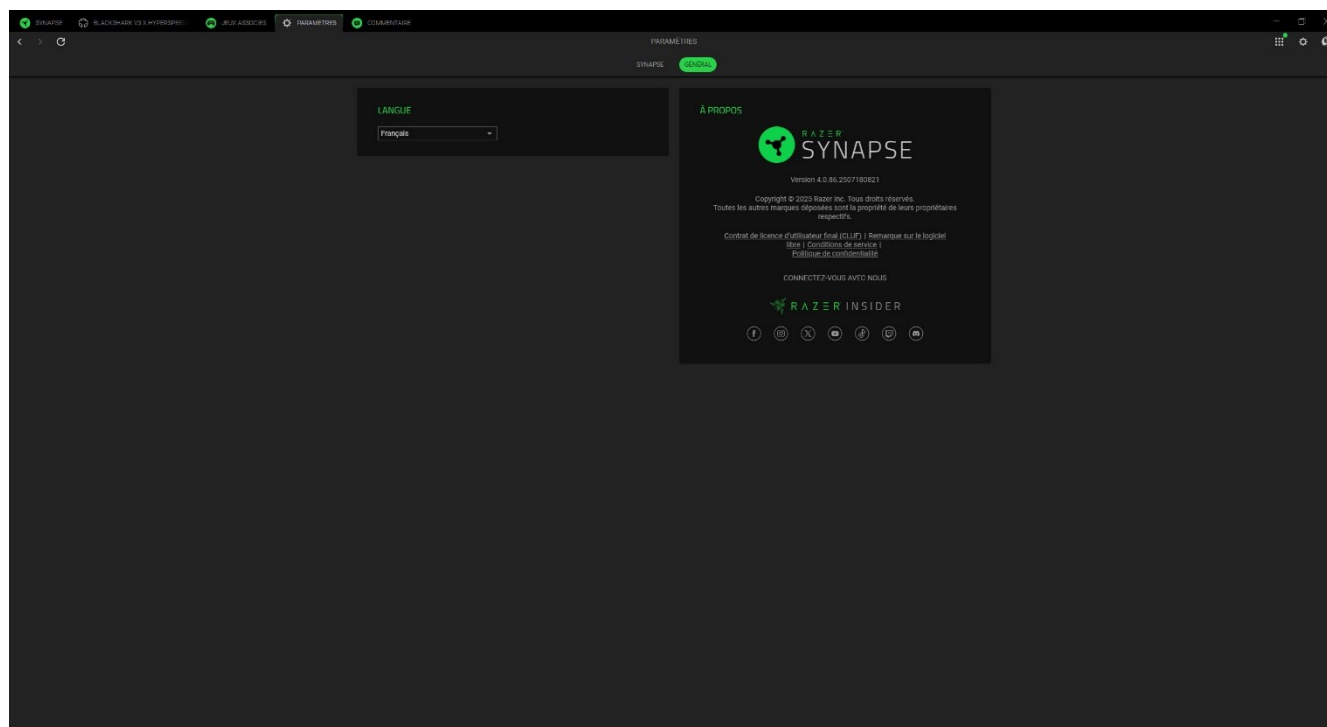 SYNAPSE
BLACKSHARK V3 X HYPERSPEE
JEUX ASSOCIÉS
PARAMÈTRES
COMMENTAIRE
PARAMÈTRES
SYNAPSE
GÉNÉRAL
LANGUE
Français
À PROPOS
RAZER
SYNAPSE
Version 4.0.86.2507180821
Copyright © 2025 Razer Inc. Tous droits réservés.
Toutes les autres marques déposées sont la propriété de leurs propriétaires
respectifs.
Contrat de licence d'utilisateur final (CLUF) | Remarque sur le logiciel
libre | Conditions de service |
Politique de confidentialité
CONNECTEZ-VOUS AVEC NOUS
RAZER INSIDER